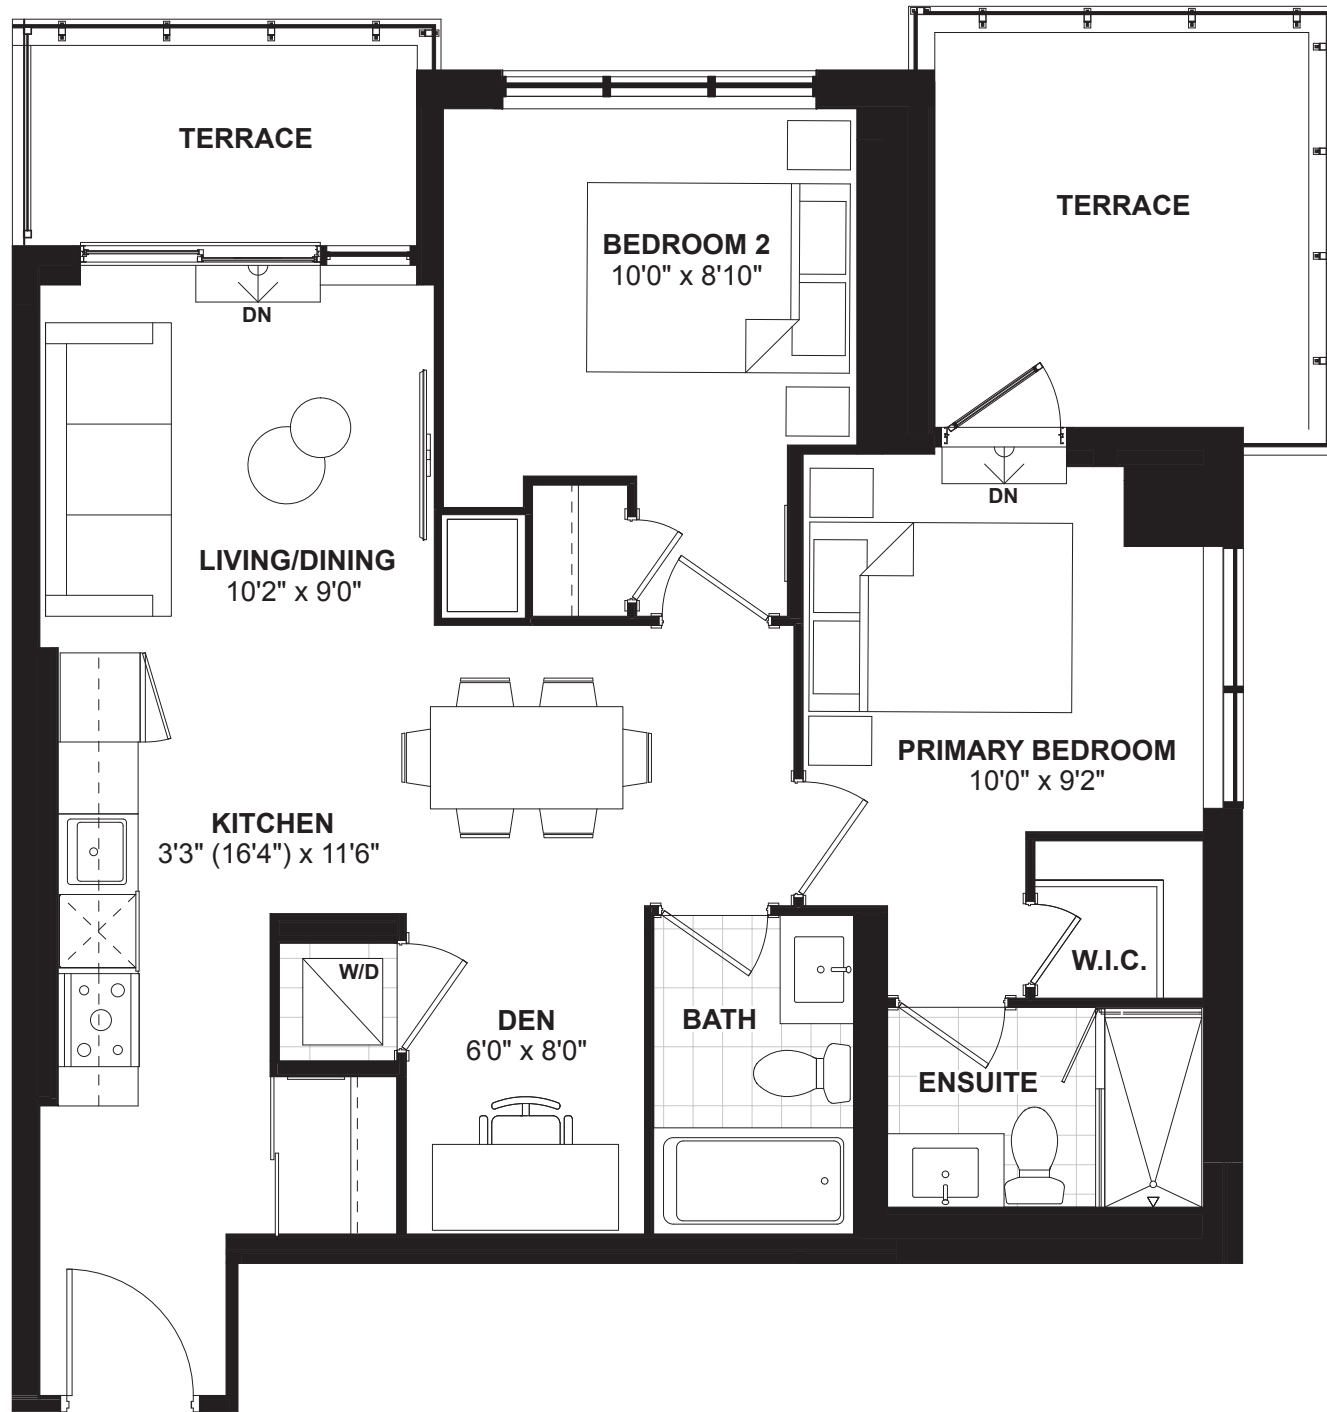 TERRACE
TERRACE
BEDROOM 2
10'0" x 8'10"
DN
DN
LIVING/DINING
10'2" x 9'0"
PRIMARY BEDROOM
10'0" x 9'2"
KITCHEN
3'3" (16'4") x 11'6"
W/D
W.I.C.
DEN
6'0" x 8'0"
BATH
ENSUITE